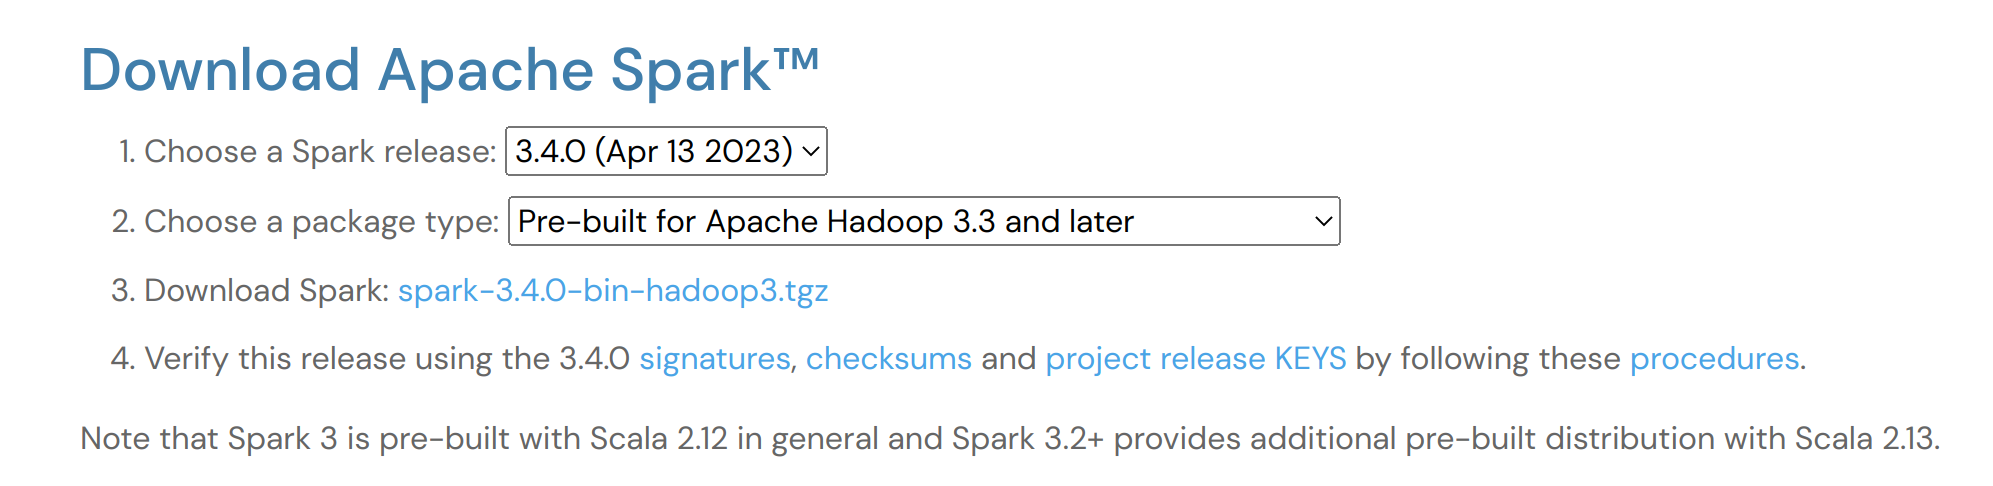 Download Apache Spark™
1. Choose a Spark release: 3.4.0 (Apr 13 2023)
2. Choose a package type: Pre-built for Apache Hadoop 3.3 and later
3. Download Spark: spark-3.4.0-bin-hadoop3.tgz
4. Verify this release using the 3.4.0 signatures, checksums and project release KEYS by following these procedures.
Note that Spark 3 is pre-built with Scala 2.12 in general and Spark 3.2+ provides additional pre-built distribution with Scala 2.13.